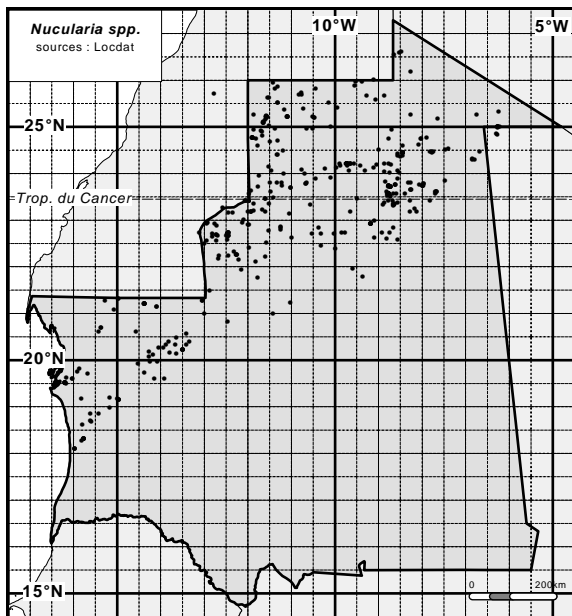 Nucularia spp.
sources : Locdat
10°W
5°W
25°N
Trop. du Cancer
20°N
15°N
0 200km